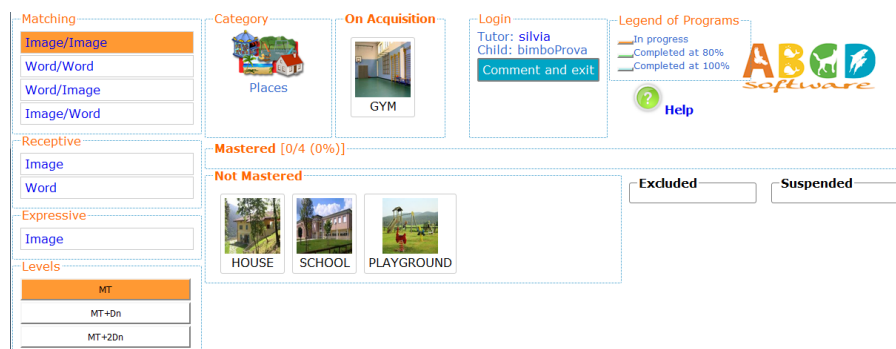 Matching
Image/Image
Word/Word
Word/Image
Image/Word
Receptive
Image
Word
Expressive
Image
Levels
MT
MT+Dn
MT+2Dn
Category
Places
On Acquisition
GYM
Login
Tutor: silvia
Child: bimboProva
Comment and exit
Legend of Programs
In progress
Completed at 80%
Completed at 100%
ABCD
software
Help
Mastered [0/4 (0%)]
Not Mastered
HOUSE
SCHOOL
PLAYGROUND
Excluded
Suspended